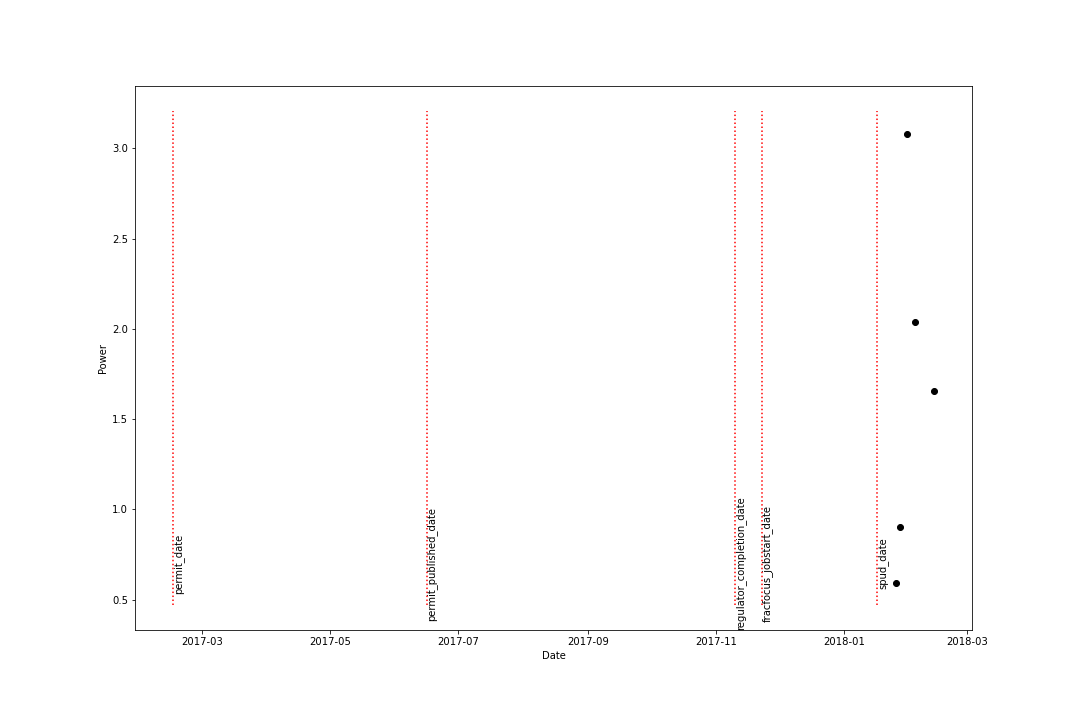 3.0
2.5
2.0
1.5
1.0
0.5
Power
permit_date
permit_published_date
regulator_completion_date
fracfocus_jobstart_date
spud_date
2017-03
2017-05
2017-07
2017-09
2017-11
2018-01
2018-03
Date